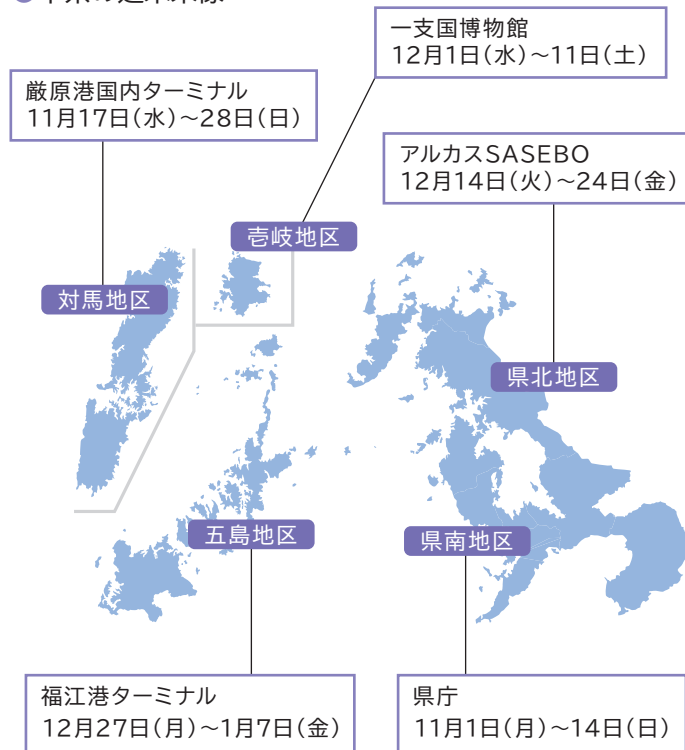 一支国博物館
12月1日(水)~11日(土)
厳原港国内ターミナル
11月17日(水)~28日(日)
アルカスSASEBO
12月14日(火)~24日(金)
壱岐地区
対馬地区
県北地区
五島地区
県南地区
福江港ターミナル
12月27日(月)~1月7日(金)
県庁
11月1日(月)~14日(日)